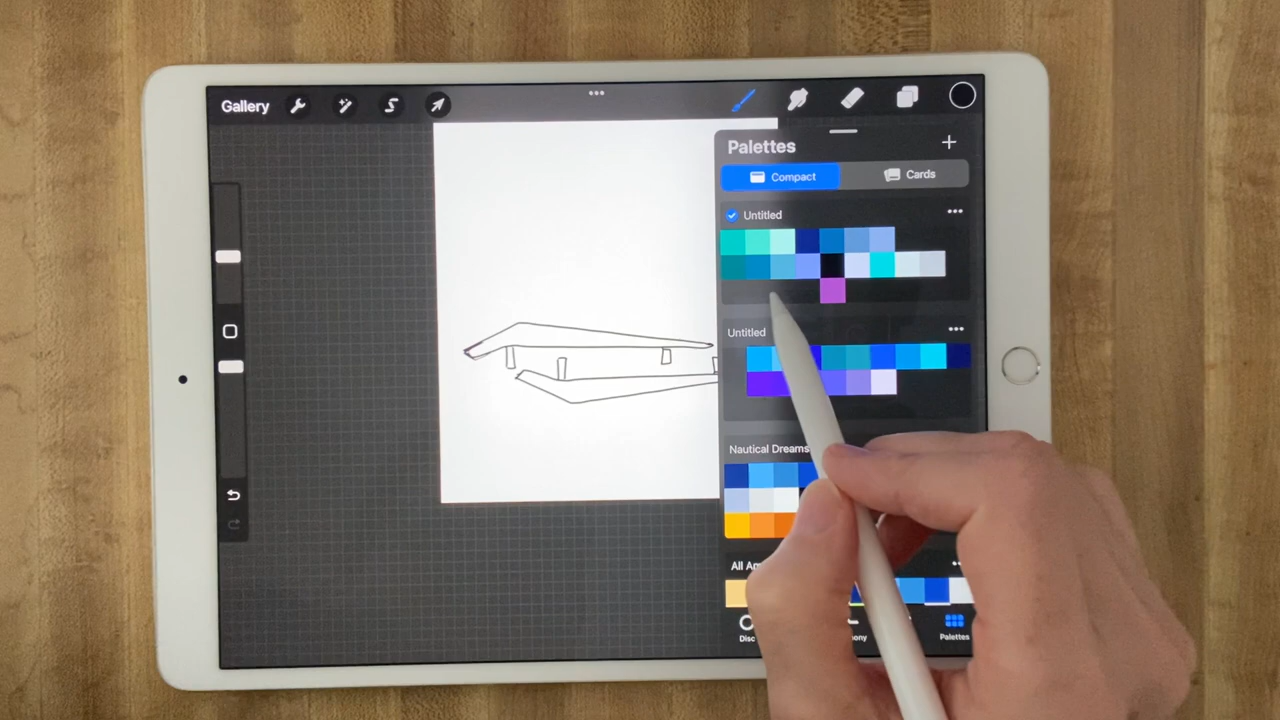 Gallery
Palettes
Compact
Cards
Untitled
Untitled
Nautical Dreams
Palettes